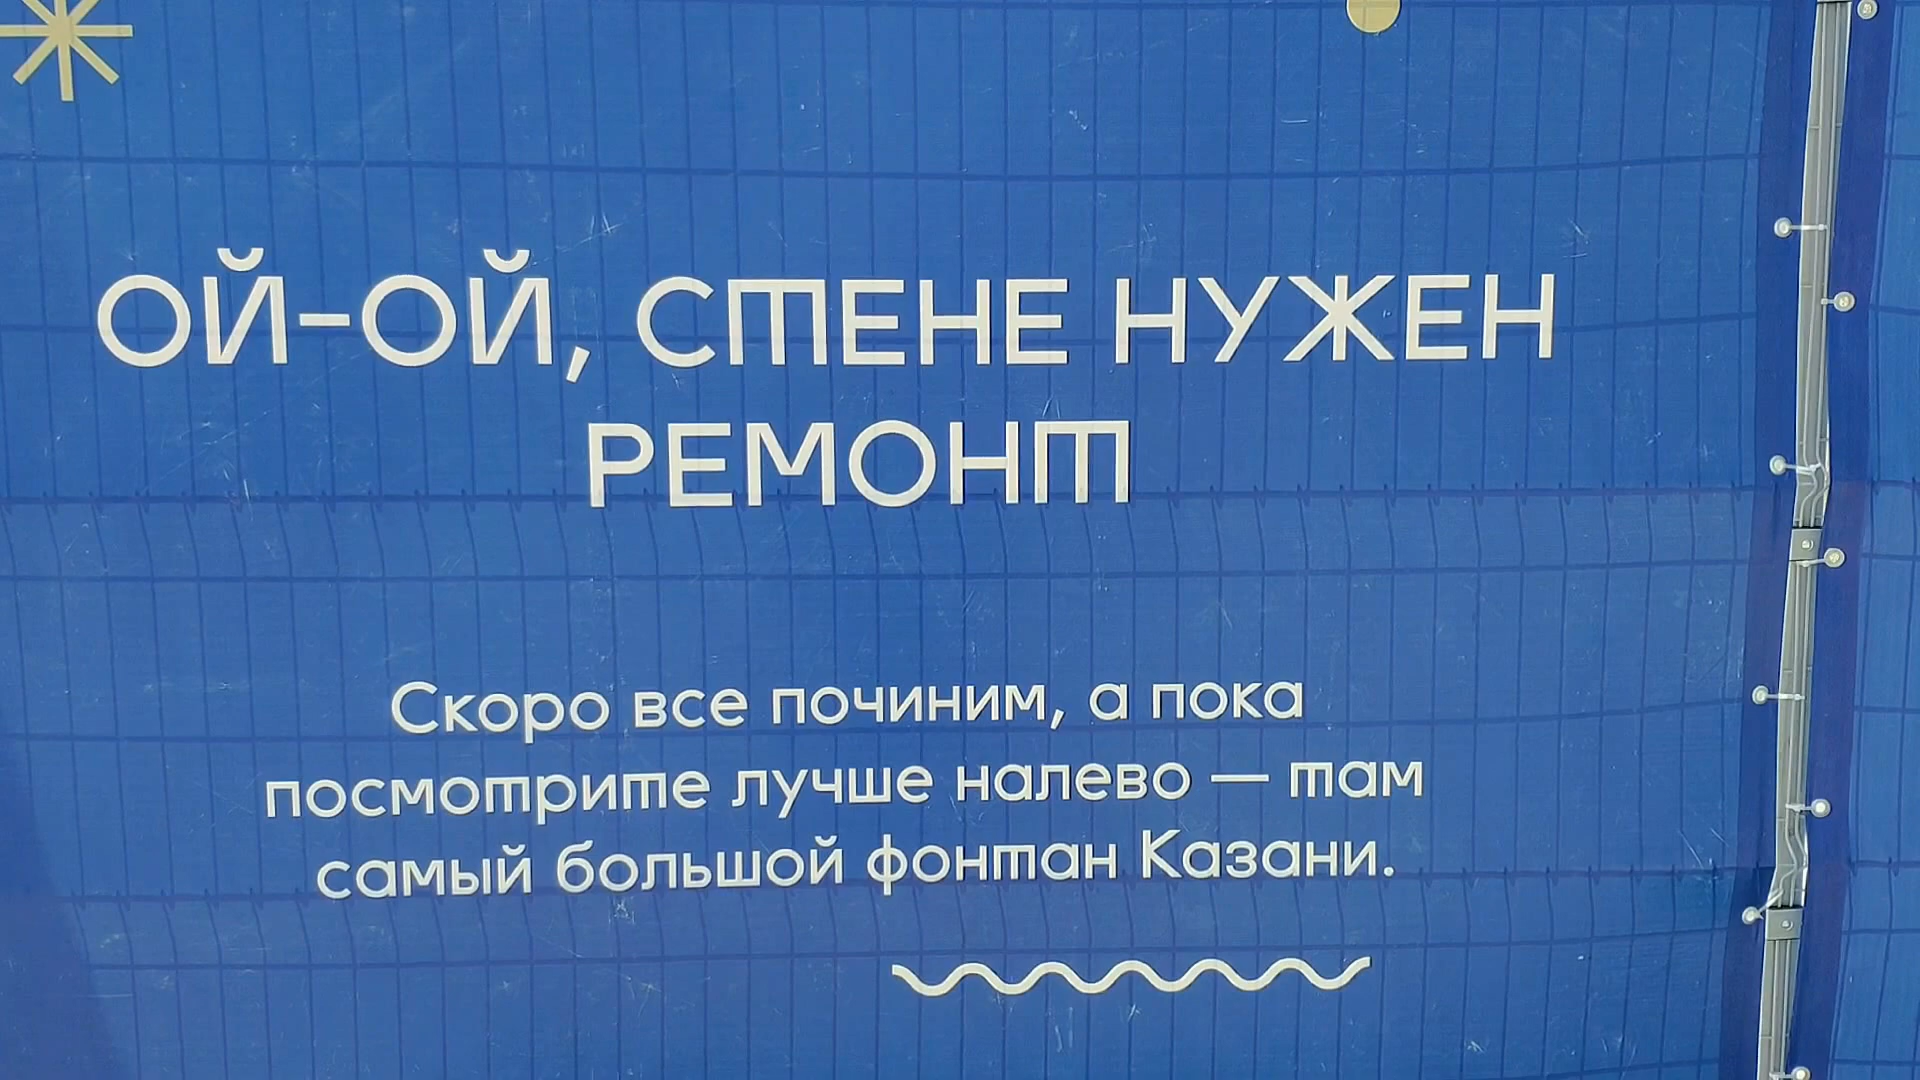 ОЙ-ОЙ, СТЕНЕ НУЖЕН
РЕМОНТ
Скоро все починим, а пока
посмотрите лучше налево — там
самый большой фонтан Казани.